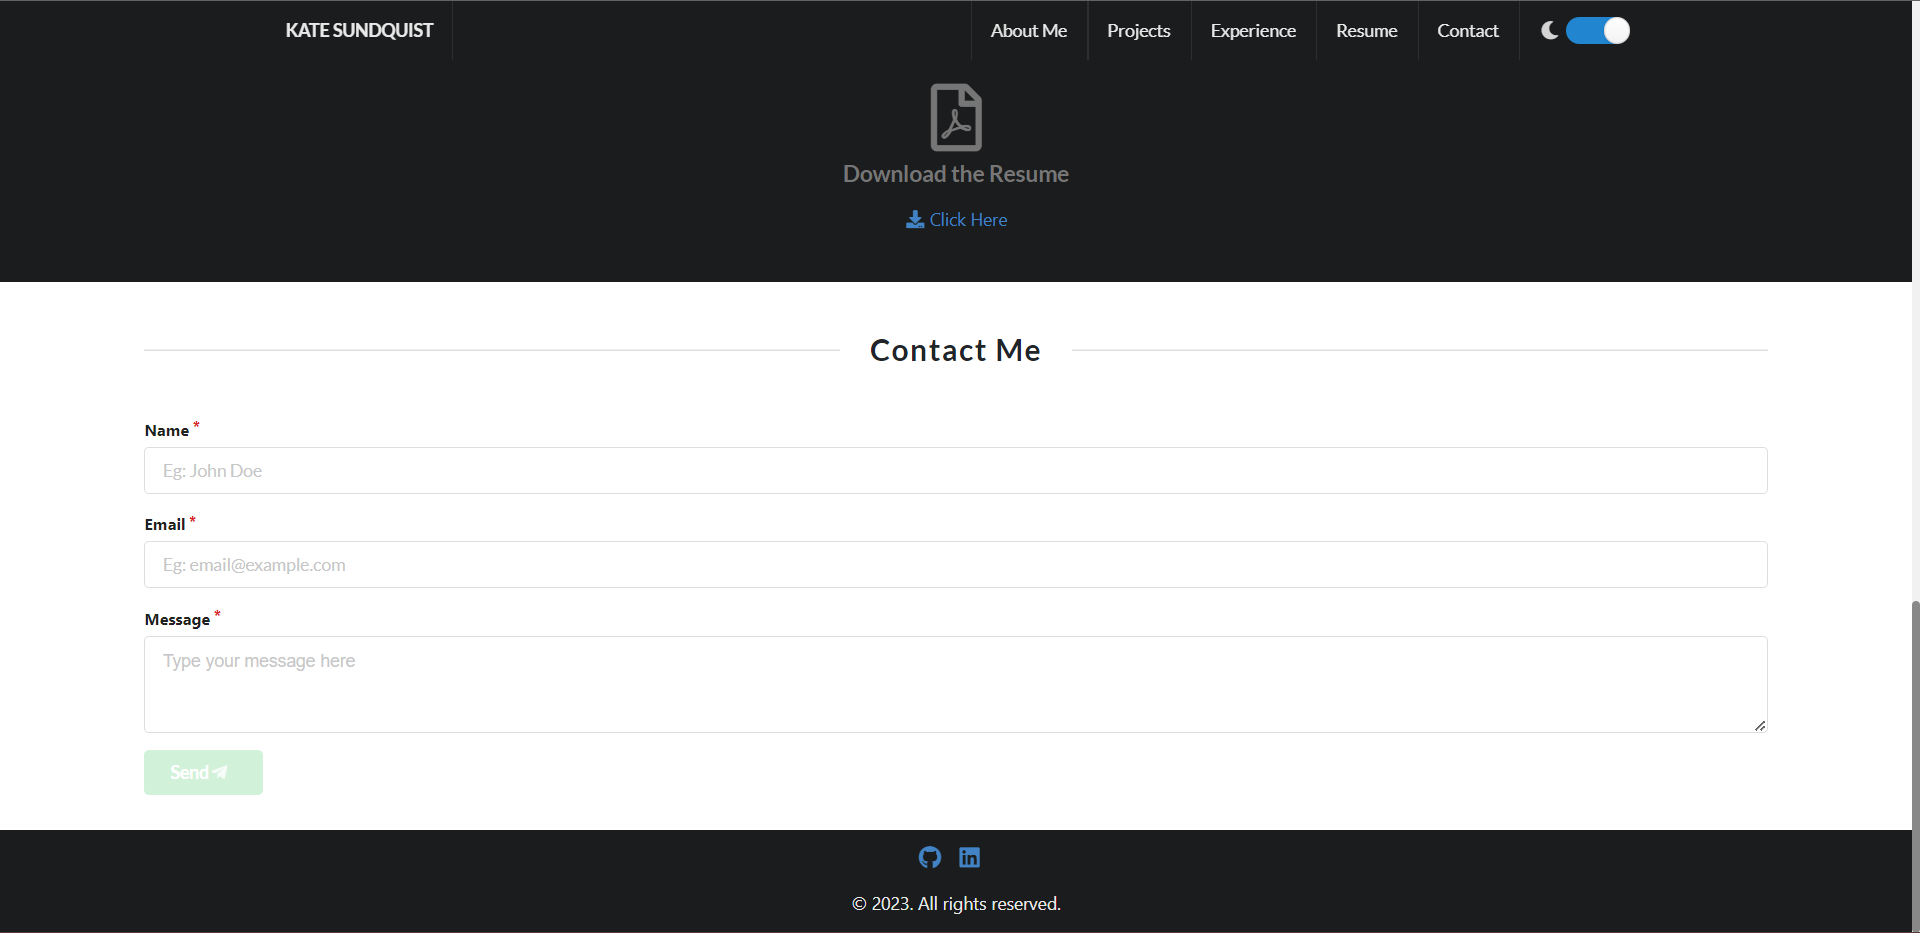 KATE SUNDQUIST
About Me
Projects
Experience
Resume
Contact
Download the Resume
Click Here
Contact Me
Name *
Eg: John Doe
Email *
Eg: email@example.com
Message *
Type your message here
Send
in
© 2023. All rights reserved.